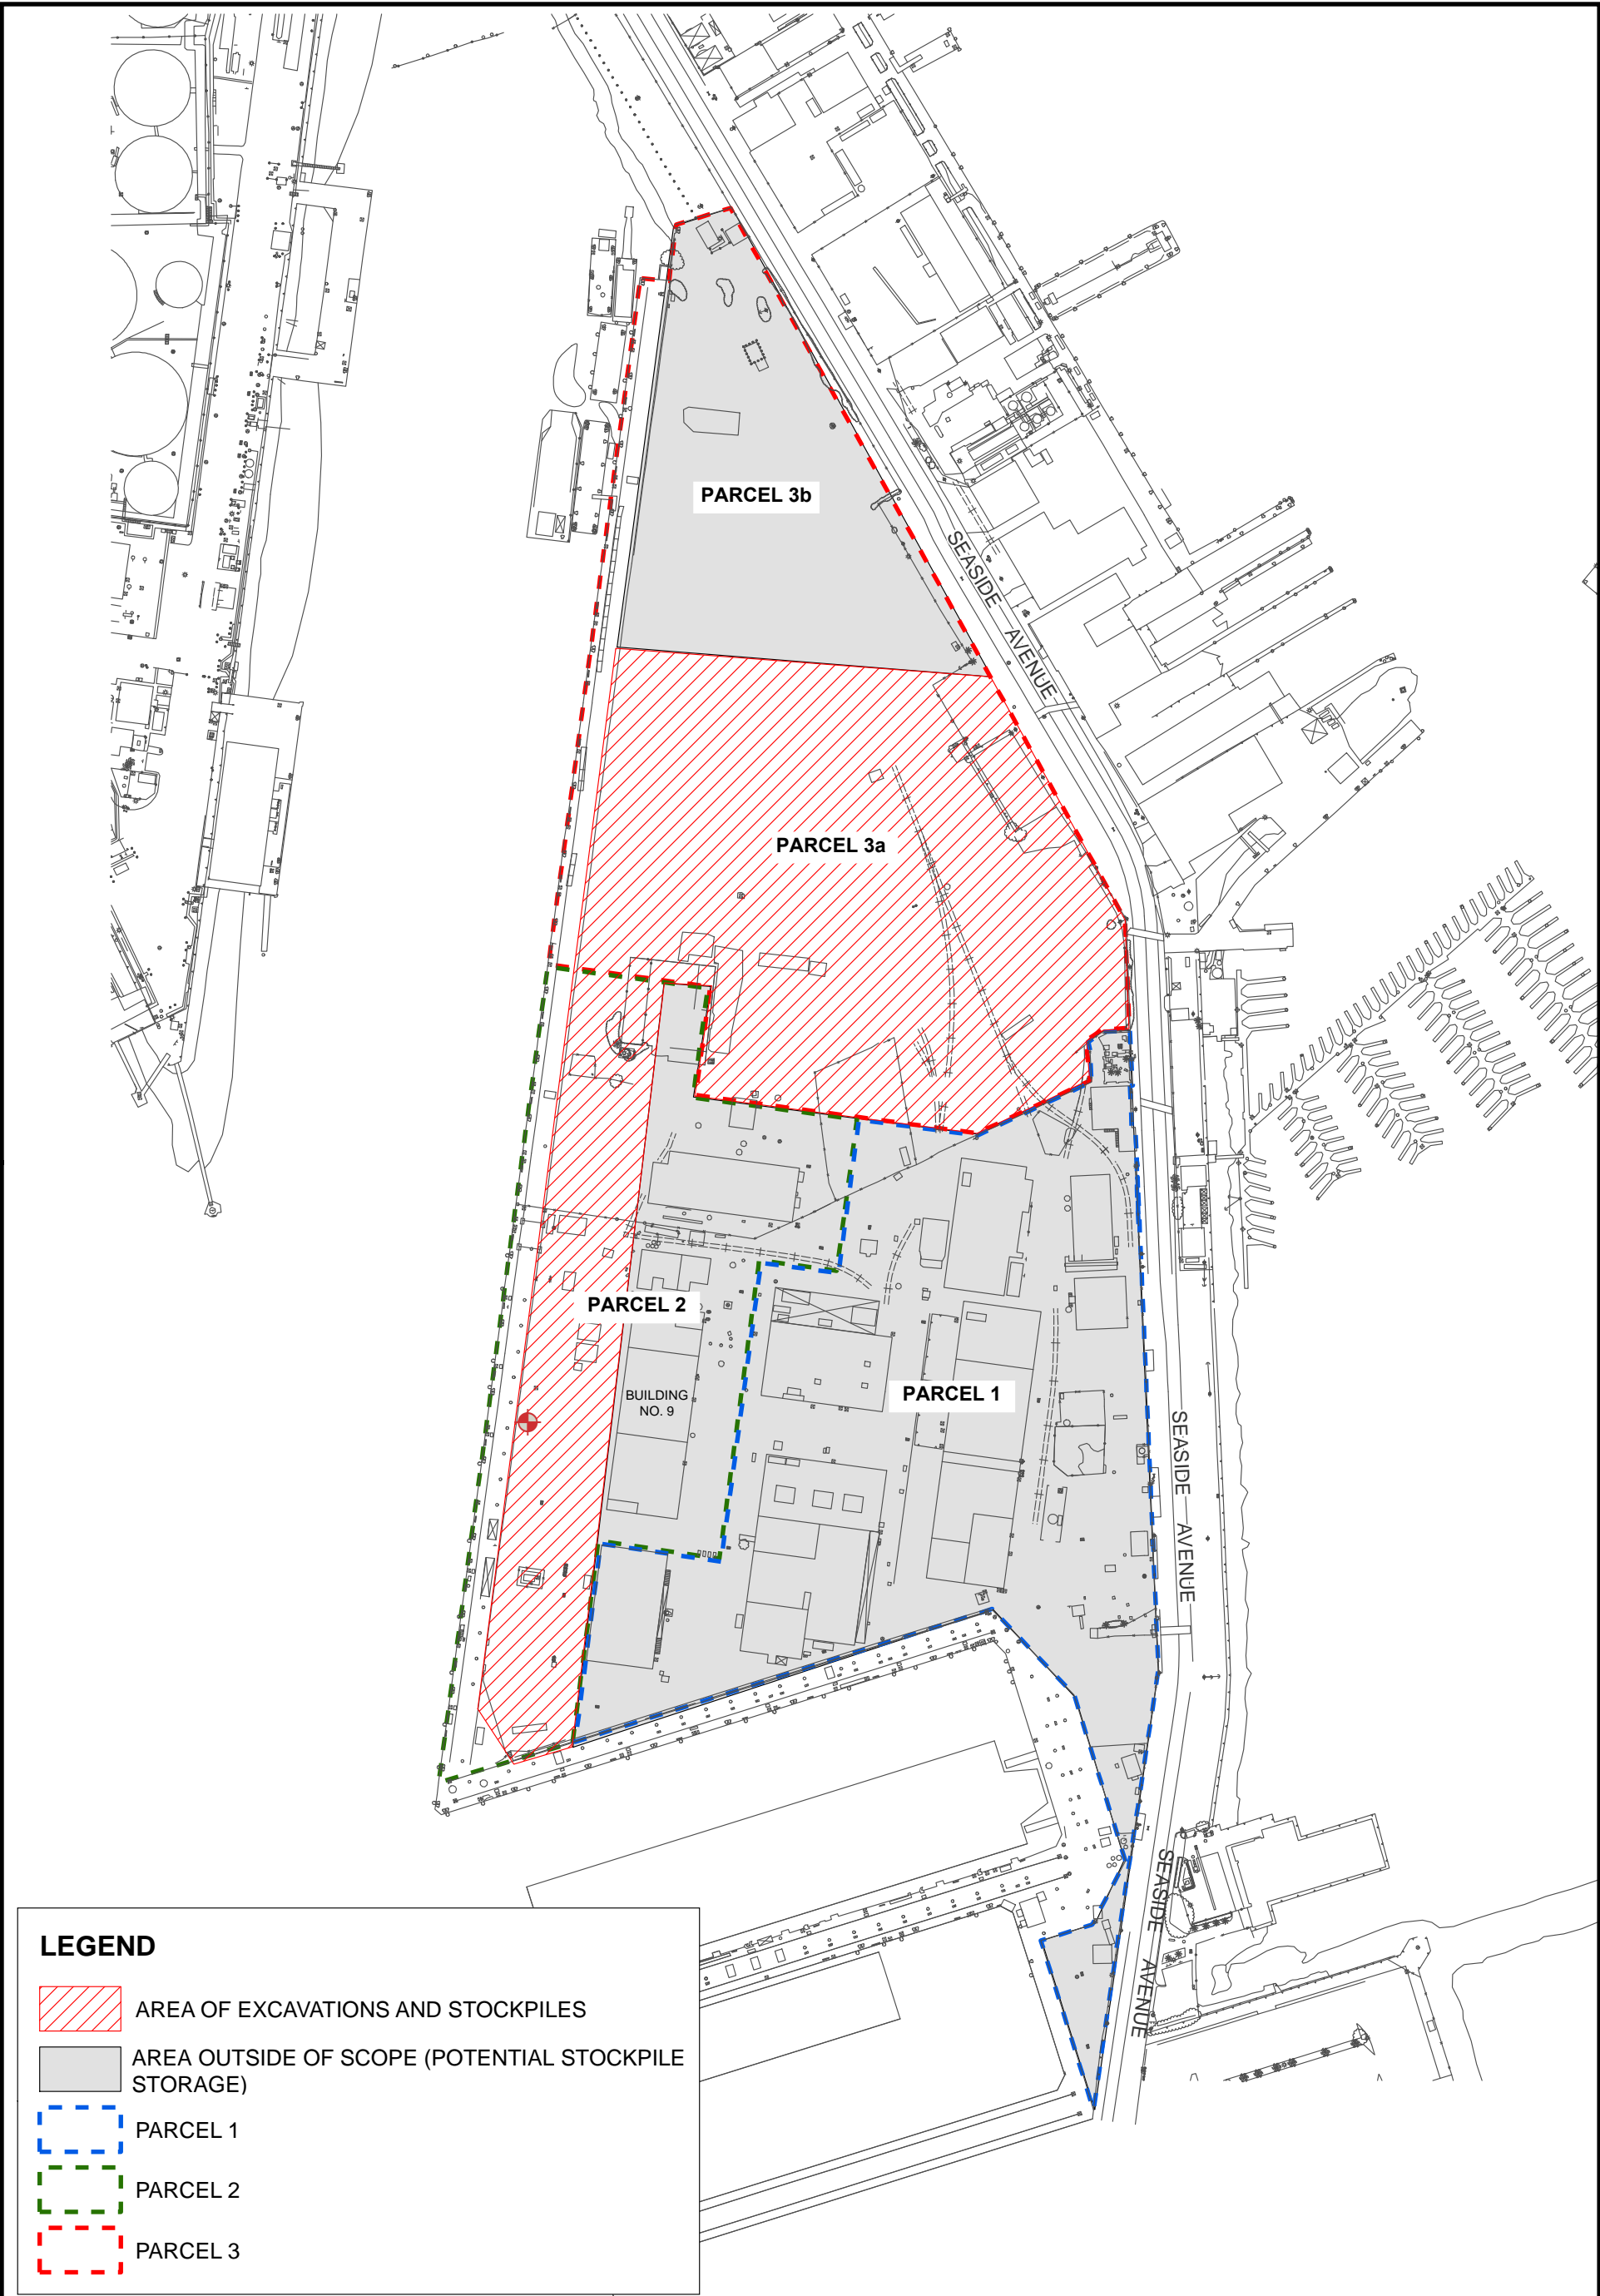 PARCEL 3b
SEASIDE AVENUE
PARCEL 3a
PARCEL 2
BUILDING
NO. 9
PARCEL 1
SEASIDE AVENUE
SEASIDE AVENUE
LEGEND
AREA OF EXCAVATIONS AND STOCKPILES
AREA OUTSIDE OF SCOPE (POTENTIAL STOCKPILE
STORAGE)
PARCEL 1
PARCEL 2
PARCEL 3